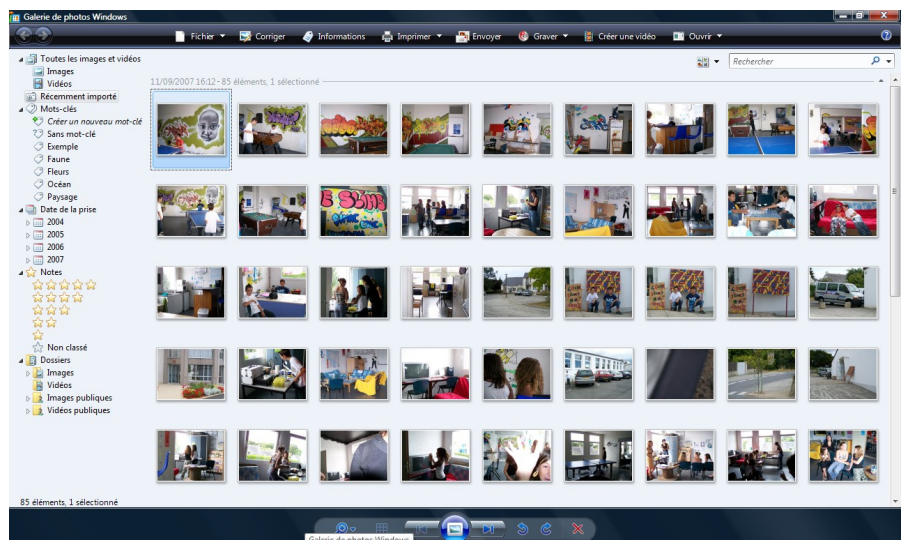 Galerie de photos Windows
Fichier Corriger Informations Imprimer Envoyer Graver Créer une vidéo Ouvrir
Rechercher
Toutes les images et vidéos
Images
Vidéos
Récemment importé
Mots-clés
Créer un nouveau mot-clé
Sans mot-clé
Exemple
Faune
Fleurs
Océan
Paysage
Date de la prise
2004
2005
2006
2007
Notes
Non classé
Dossiers
Images
Vidéos
Images publiques
Vidéos publiques
11/09/2007 16:12 - 85 éléments, 1 sélectionné
85 éléments, 1 sélectionné
Galerie de photos Windows